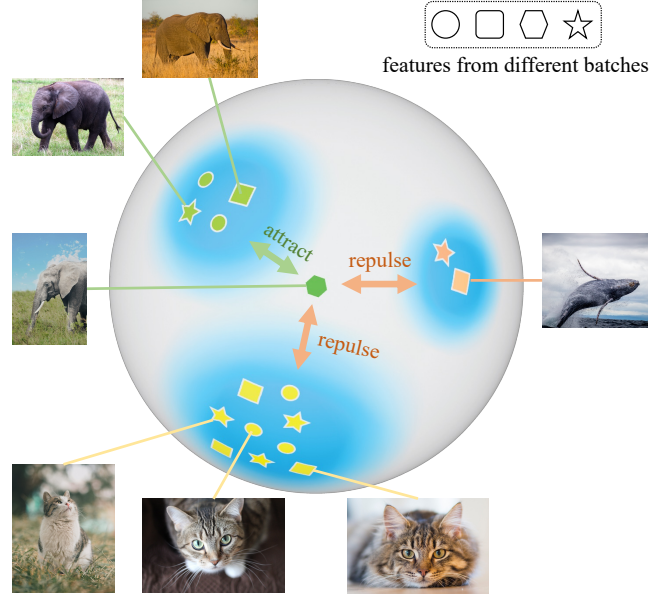 features from different batches
attract
repulse
repulse